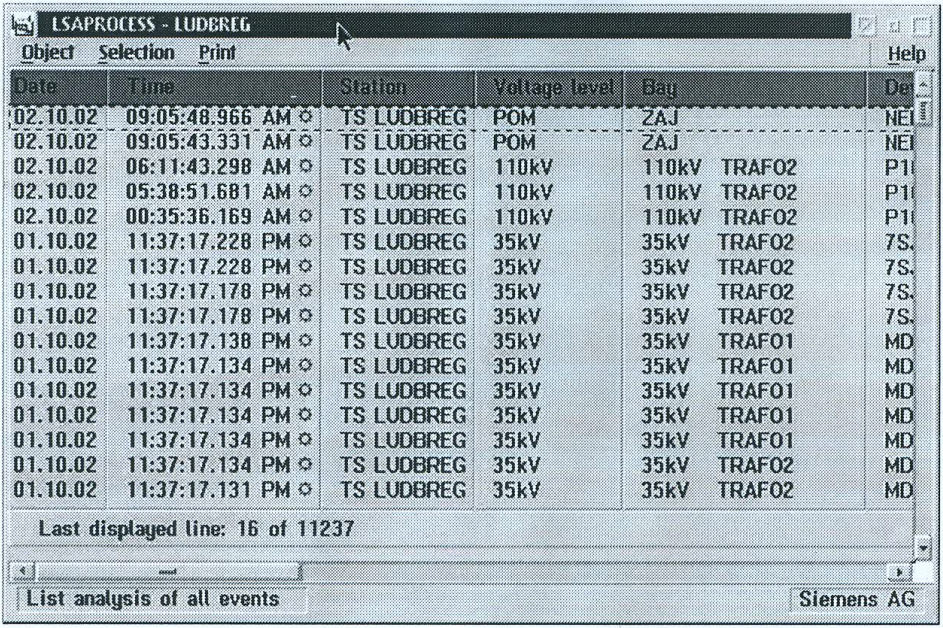 LSAPROCESS - LUDBREG
Object Selection Print Help
Date Time Station Voltage level Bay De
02.10.02 09:05:48.966 AM TS LUDBREG POM ZAJ NE
02.10.02 09:05:43.331 AM TS LUDBREG POM ZAJ NE
02.10.02 06:11:43.298 AM TS LUDBREG 110kV 110kV TRAFO2 P1
02.10.02 05:38:51.681 AM TS LUDBREG 110kV 110kV TRAFO2 P1
02.10.02 00:35:36.169 AM TS LUDBREG 110kV 110kV TRAFO2 P1
01.10.02 11:37:17.228 PM TS LUDBREG 35kV 35kV TRAFO2 7S
01.10.02 11:37:17.228 PM TS LUDBREG 35kV 35kV TRAFO2 7S
01.10.02 11:37:17.178 PM TS LUDBREG 35kV 35kV TRAFO2 7S
01.10.02 11:37:17.178 PM TS LUDBREG 35kV 35kV TRAFO2 7S
01.10.02 11:37:17.138 PM TS LUDBREG 35kV 35kV TRAFO1 MD
01.10.02 11:37:17.134 PM TS LUDBREG 35kV 35kV TRAFO1 MD
01.10.02 11:37:17.134 PM TS LUDBREG 35kV 35kV TRAFO1 MD
01.10.02 11:37:17.134 PM TS LUDBREG 35kV 35kV TRAFO1 MD
01.10.02 11:37:17.134 PM TS LUDBREG 35kV 35kV TRAFO1 MD
01.10.02 11:37:17.134 PM TS LUDBREG 35kV 35kV TRAFO2 MD
01.10.02 11:37:17.131 PM TS LUDBREG 35kV 35kV TRAFO2 MD
Last displayed line: 16 of 11237
List analysis of all events Siemens AG